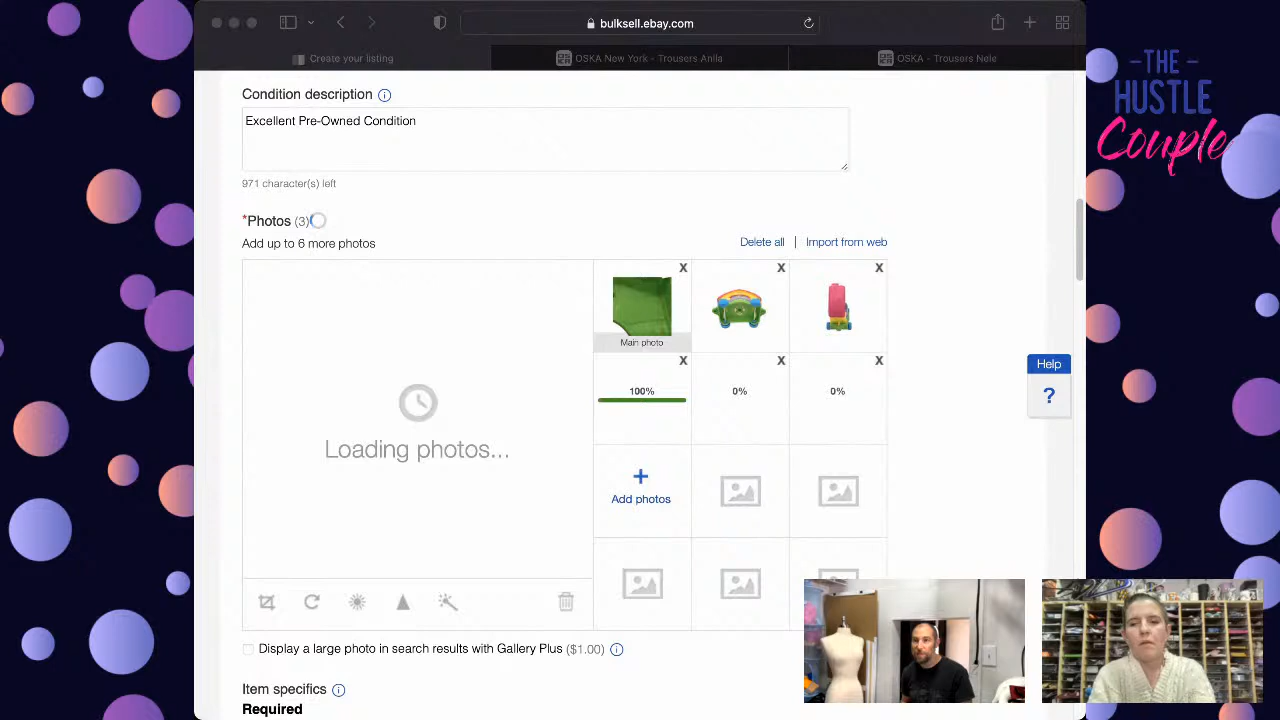 bulksell.ebay.com
Create your listing
OSKA New York - Trousers Anila
OSKA - Trousers Nele
-THE-
HUSTLE
Couple
Condition description
Excellent Pre-Owned Condition
971 character(s) left
*Photos (3)
Add up to 6 more photos
Delete all | Import from web
X
X
X
Main photo
X
X
X
100%
0%
0%
Loading photos...
+
Add photos
Help
?
Display a large photo in search results with Gallery Plus ($1.00)
Item specifics
Required